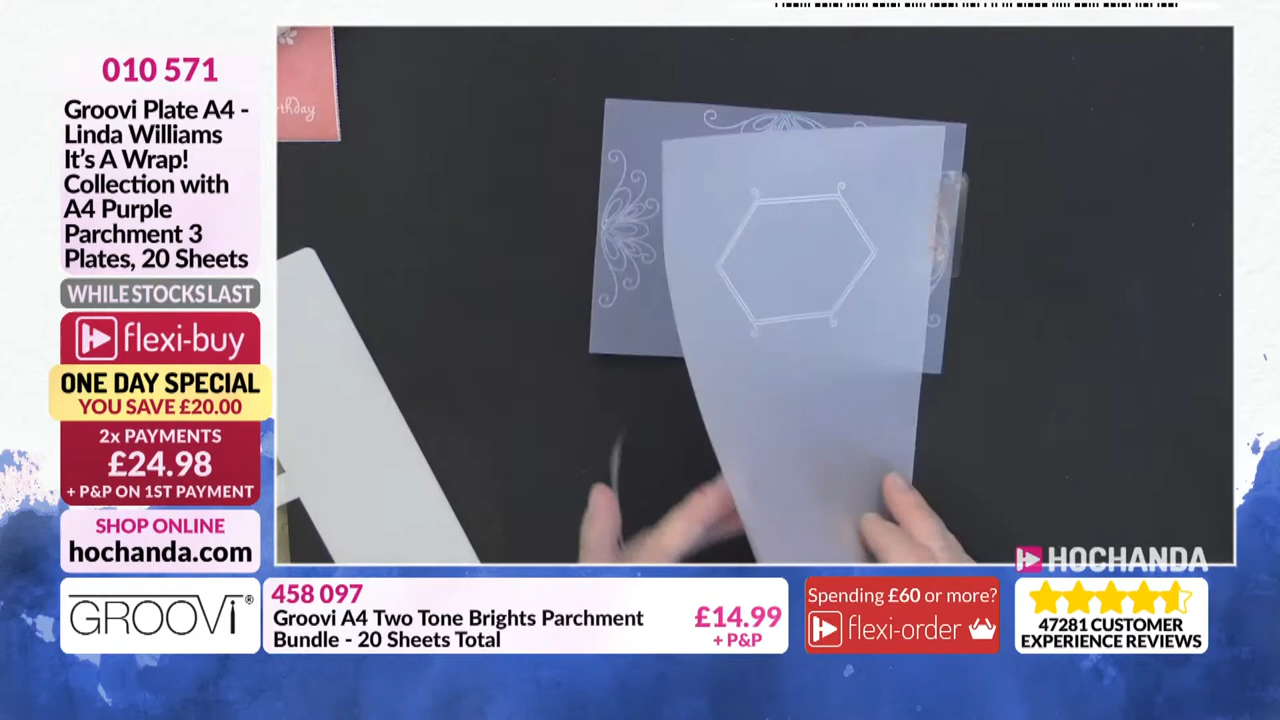 010 571
Groovi Plate A4 -
Linda Williams
It's A Wrap!
Collection with
A4 Purple
Parchment 3
Plates, 20 Sheets
WHILE STOCKS LAST
flexi-buy
ONE DAY SPECIAL
YOU SAVE £20.00
2x PAYMENTS
£24.98
+ P&P ON 1ST PAYMENT
SHOP ONLINE
hochanda.com
GROOVi®
458 097
Groovi A4 Two Tone Brights Parchment
Bundle - 20 Sheets Total
£14.99
+ P&P
Spending £60 or more?
flexi-order
HOCHANDA
47281 CUSTOMER
EXPERIENCE REVIEWS